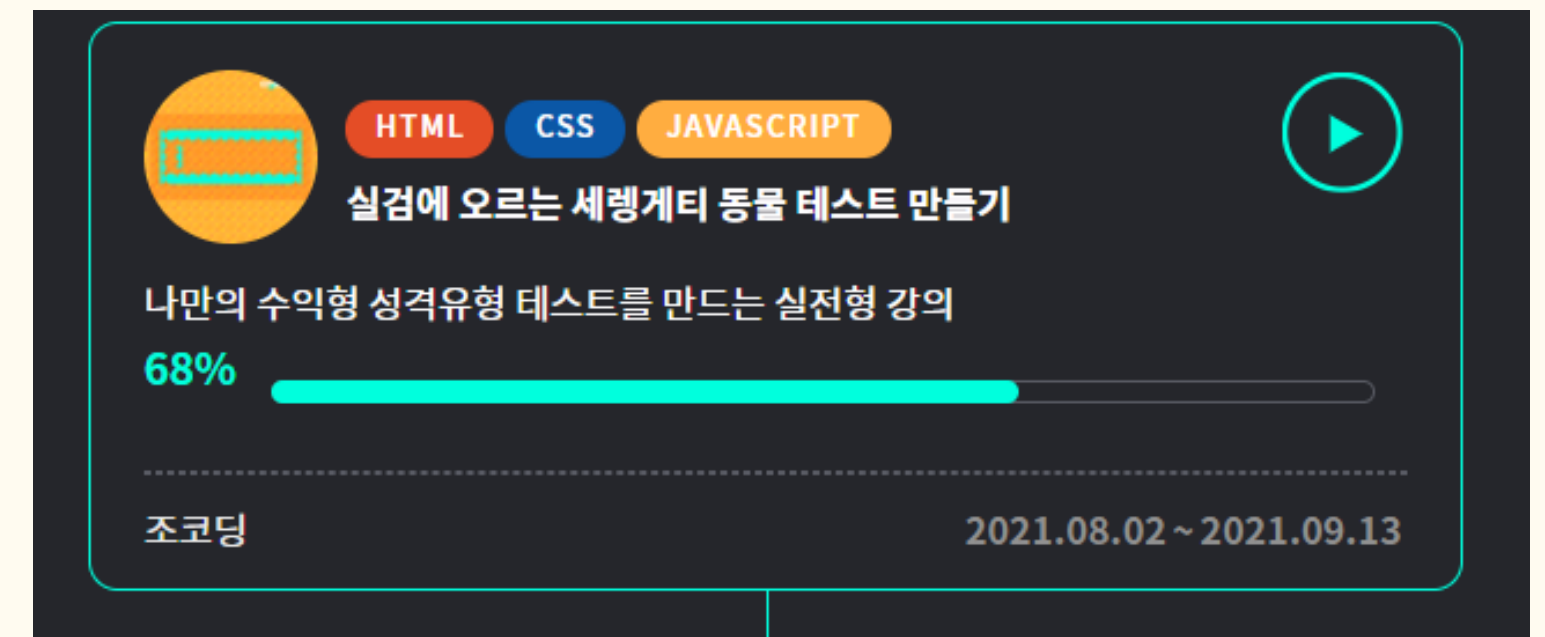 HTML CSS JAVASCRIPT
실검에 오르는 세렝게티 동물 테스트 만들기
나만의 수익형 성격유형 테스트를 만드는 실전형 강의
68%
조코딩 2021.08.02 ~ 2021.09.13